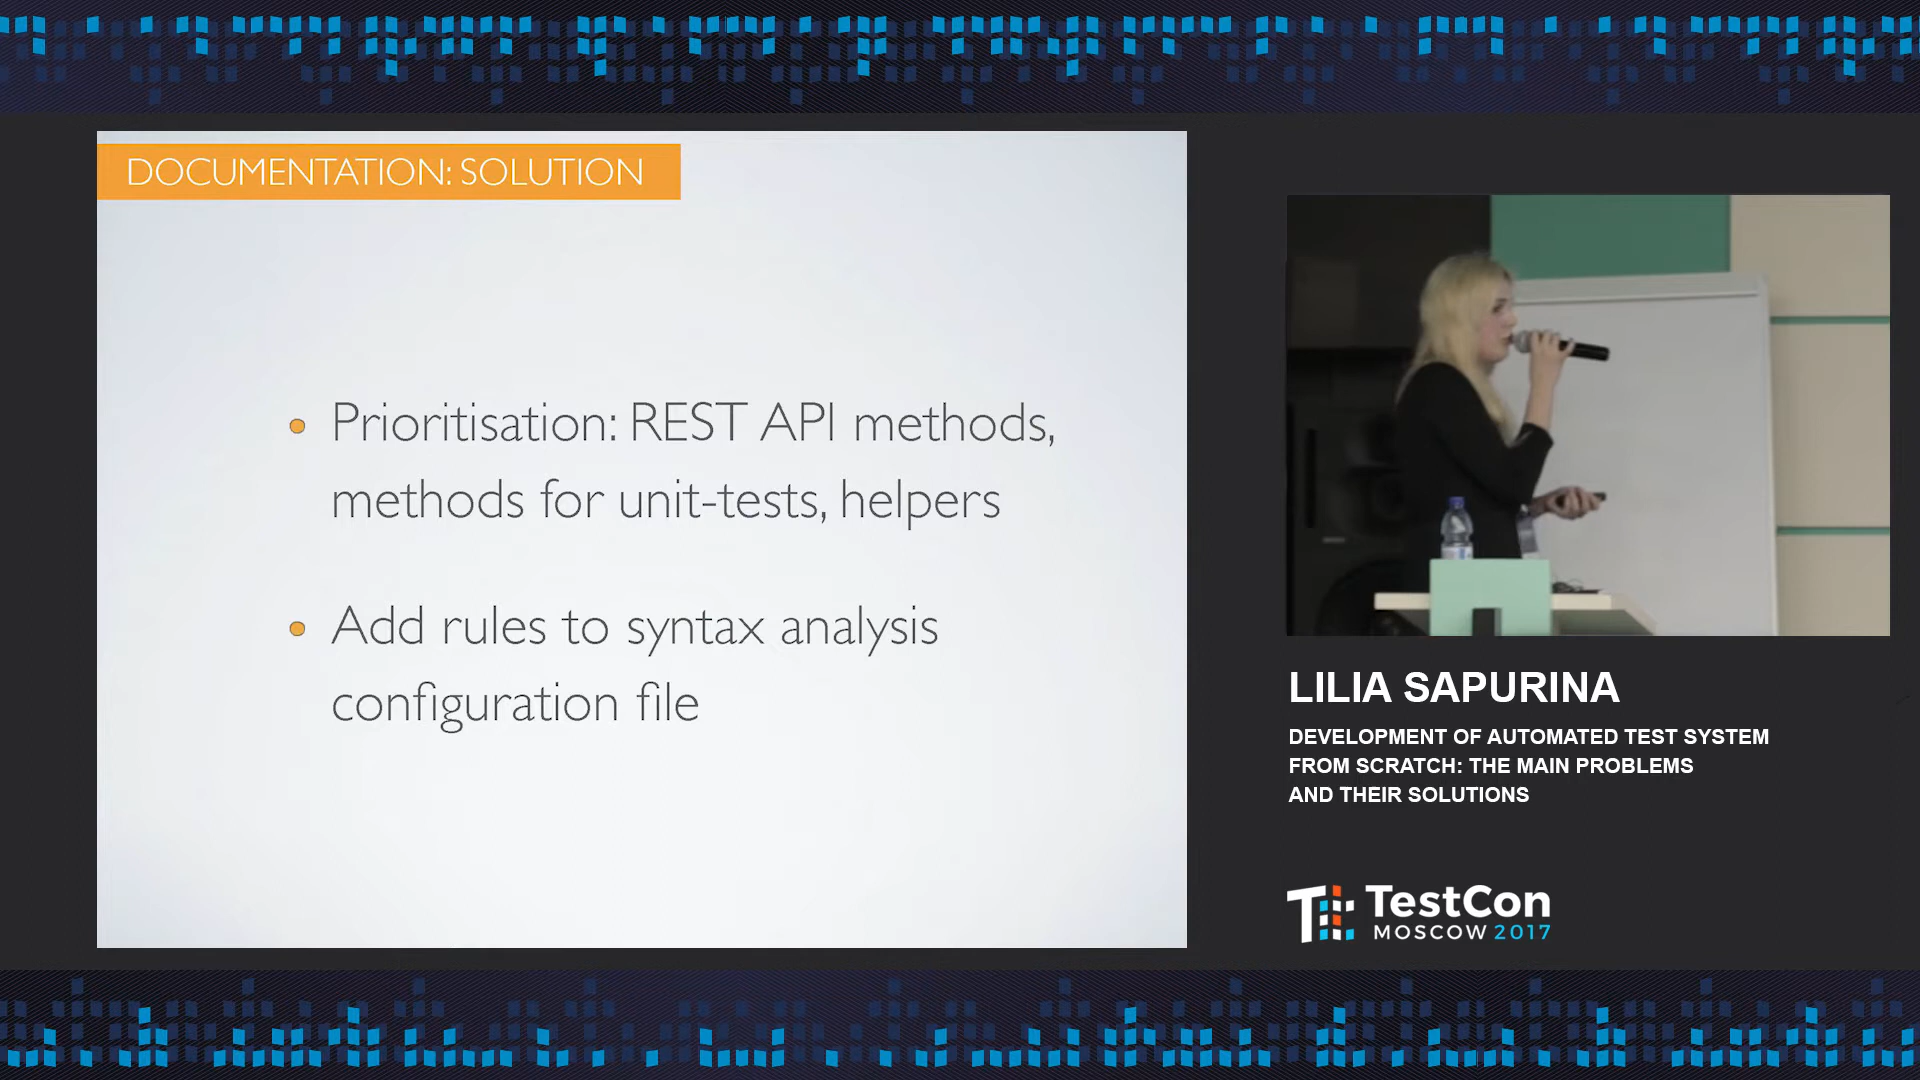 DOCUMENTATION: SOLUTION
Prioritisation: REST API methods,
methods for unit-tests, helpers
Add rules to syntax analysis
configuration file
LILIA SAPURINA
DEVELOPMENT OF AUTOMATED TEST SYSTEM
FROM SCRATCH: THE MAIN PROBLEMS
AND THEIR SOLUTIONS
TestCon
MOSCOW 2017